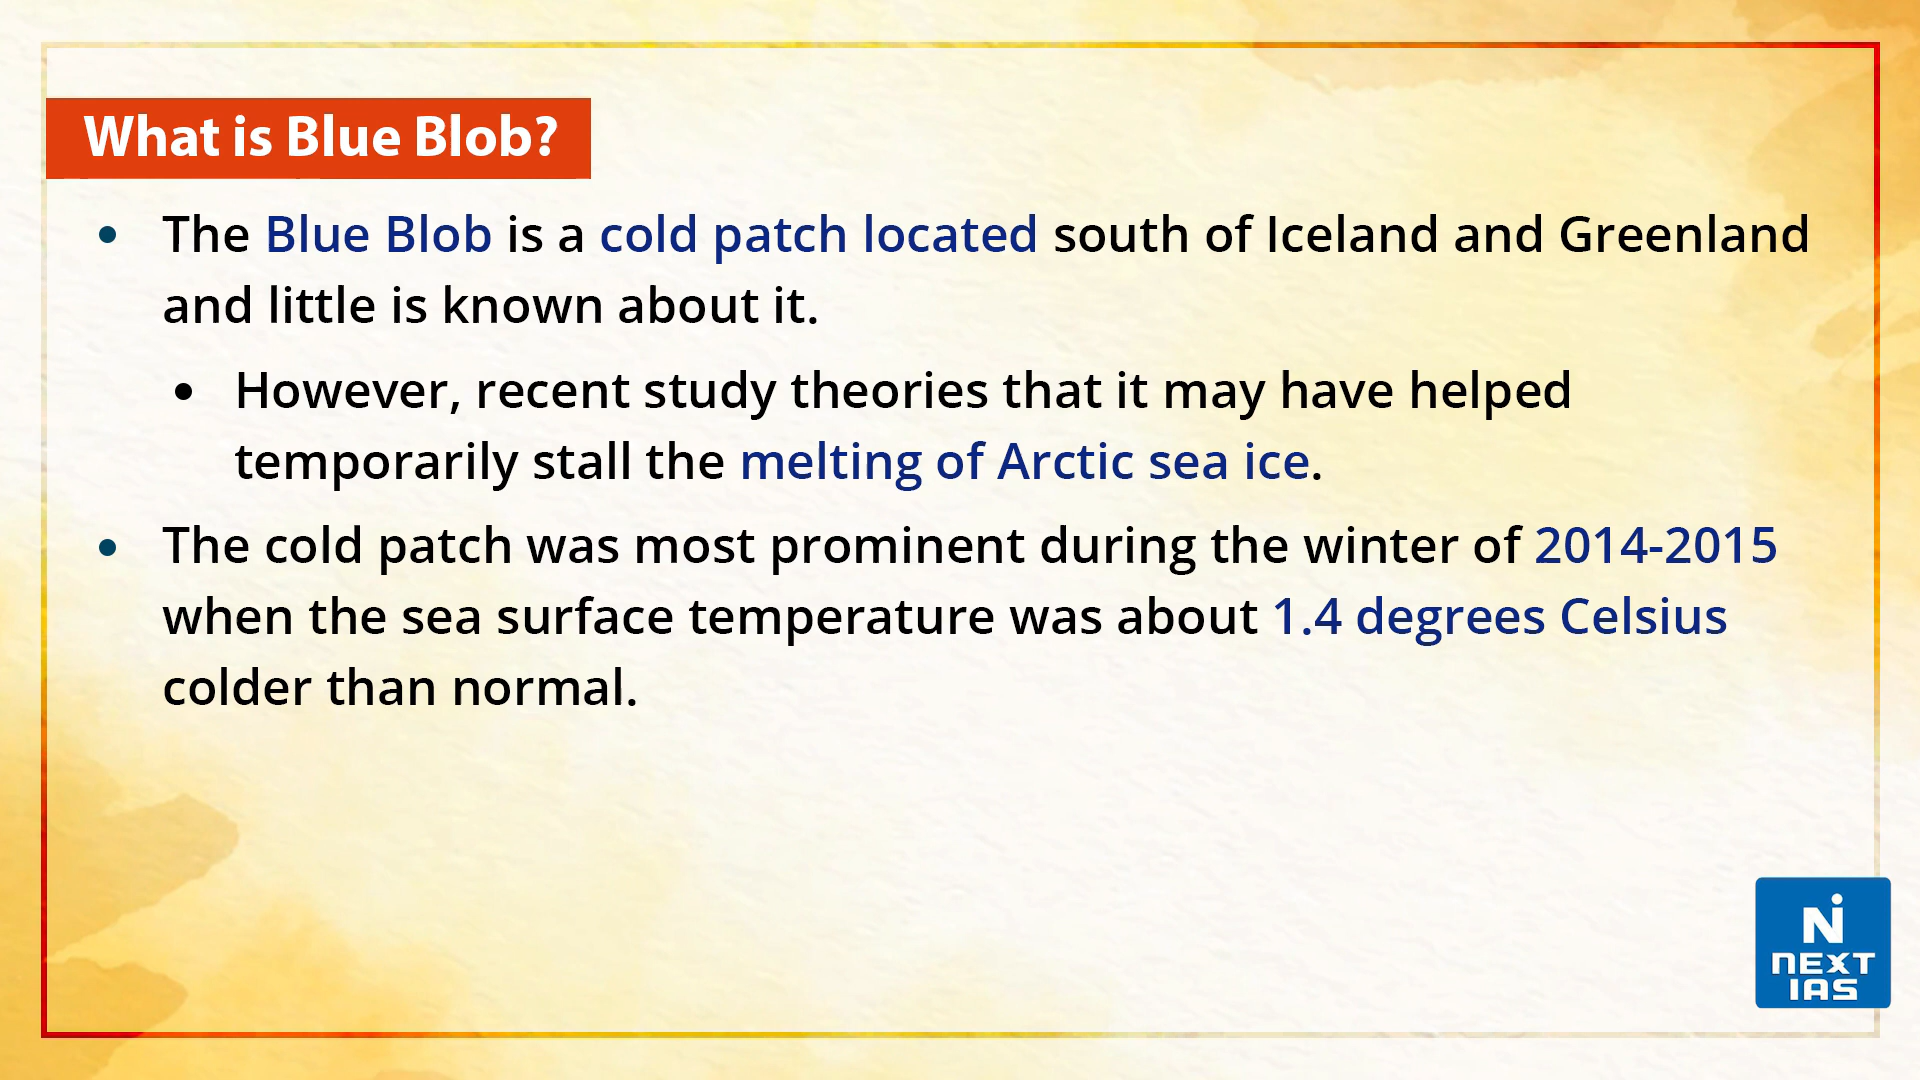 What is Blue Blob?
• The Blue Blob is a cold patch located south of Iceland and Greenland
and little is known about it.
• However, recent study theories that it may have helped
temporarily stall the melting of Arctic sea ice.
• The cold patch was most prominent during the winter of 2014-2015
when the sea surface temperature was about 1.4 degrees Celsius
colder than normal.
N
NEXT
IAS